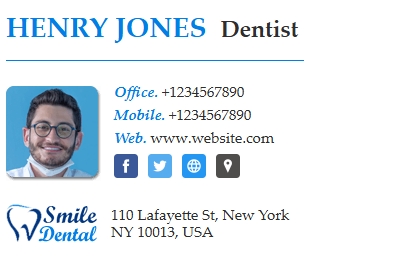 HENRY JONES Dentist
Office. +1234567890
Mobile. +1234567890
Web. www.website.com
Smile
Dental
110 Lafayette St, New York
NY 10013, USA